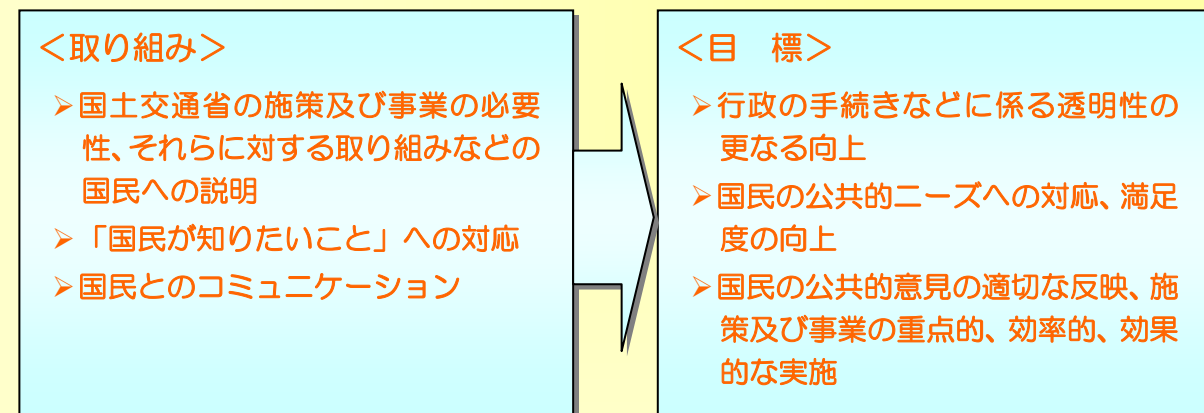 ＜取り組み＞
➢国土交通省の施策及び事業の必要
性、それらに対する取り組みなどの
国民への説明
➢「国民が知りたいこと」への対応
➢国民とのコミュニケーション
＜目　標＞
➢行政の手続きなどに係る透明性の
更なる向上
➢国民の公共的ニーズへの対応、満足
度の向上
➢国民の公共的意見の適切な反映、施
策及び事業の重点的、効率的、効果
的な実施